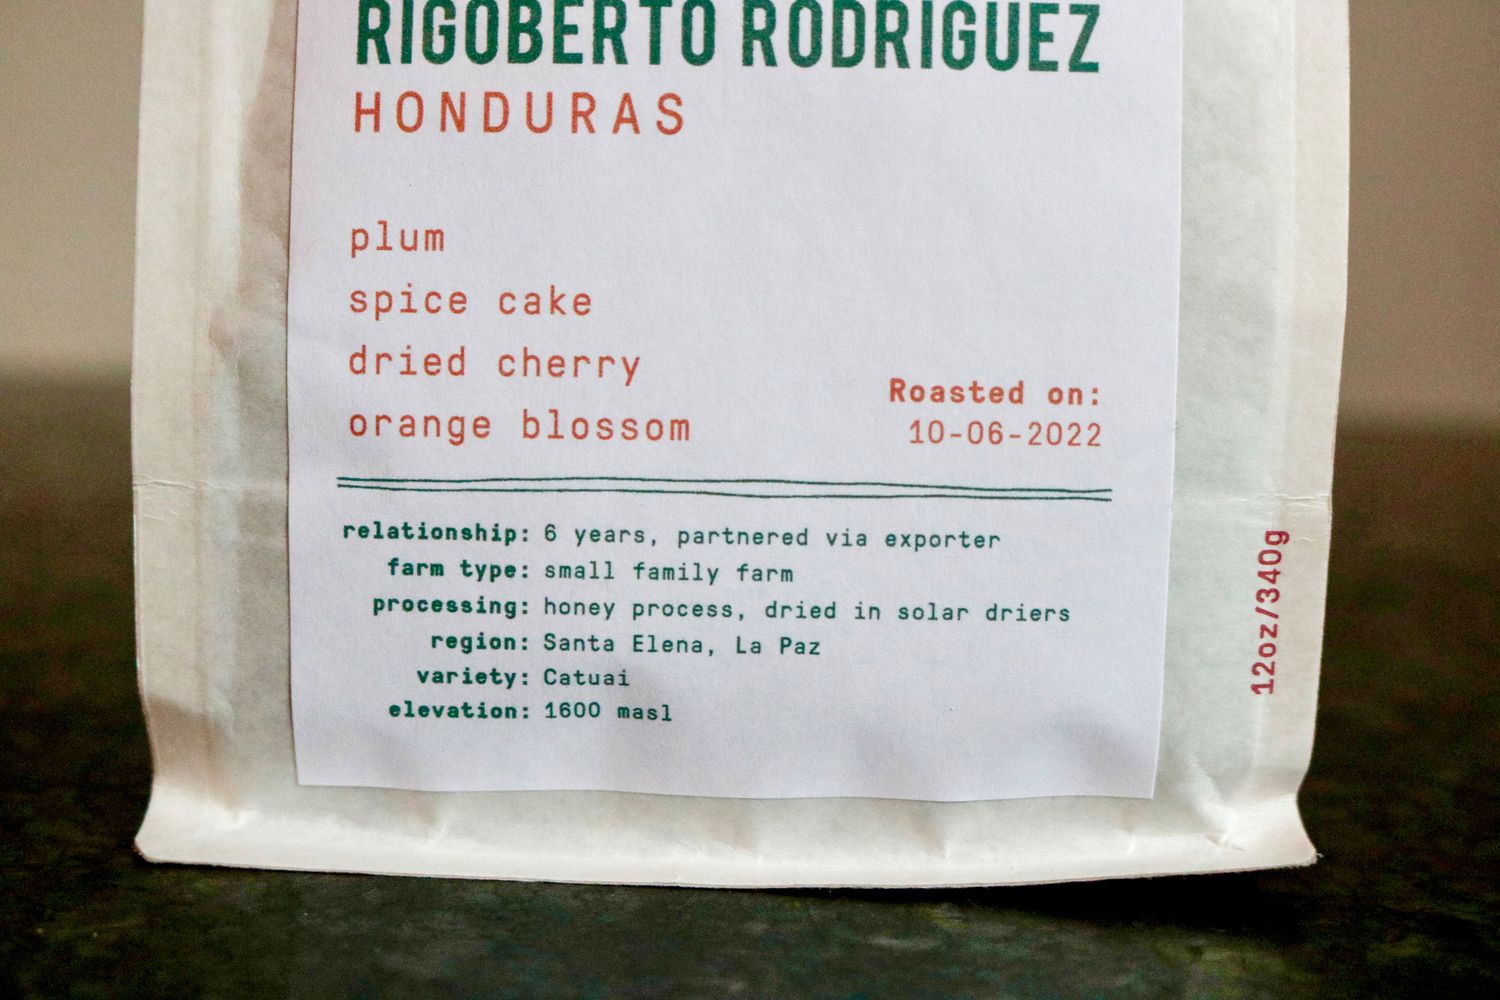 RIGOBERTO RODRIGUEZ
HONDURAS
plum
spice cake
dried cherry
orange blossom
Roasted on:
10-06-2022
relationship: 6 years, partnered via exporter
farm type: small family farm
processing: honey process, dried in solar driers
region: Santa Elena, La Paz
variety: Catuai
elevation: 1600 masl
12oz/340g